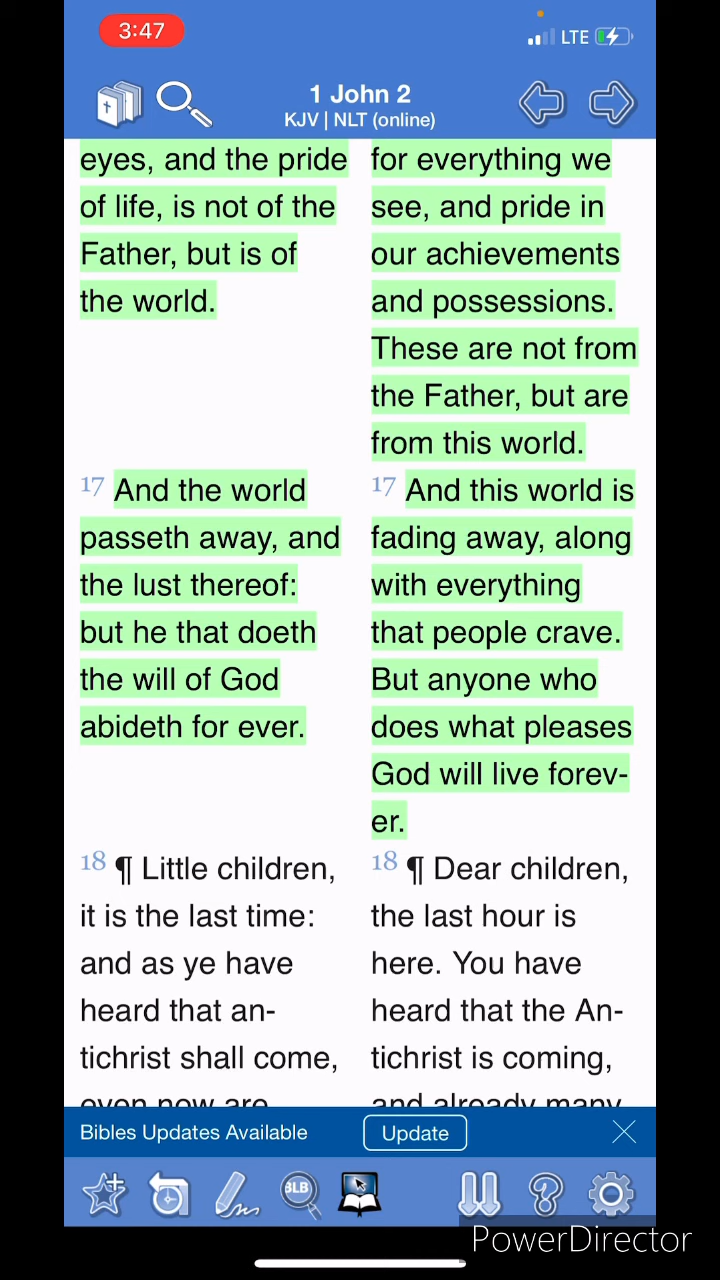 3:47
LTE
1 John 2
KJV | NLT (online)
eyes, and the pride
of life, is not of the
Father, but is of
the world.
17 And the world
passeth away, and
the lust thereof:
but he that doeth
the will of God
abideth for ever.
18 ¶ Little children,
it is the last time:
and as ye have
heard that an-
tichrist shall come,
even now are
for everything we
see, and pride in
our achievements
and possessions.
These are not from
the Father, but are
from this world.
17 And this world is
fading away, along
with everything
that people crave.
But anyone who
does what pleases
God will live forev-
er.
18 ¶ Dear children,
the last hour is
here. You have
heard that the An-
tichrist is coming,
and already many
Bibles Updates Available
Update
BLB
PowerDirector